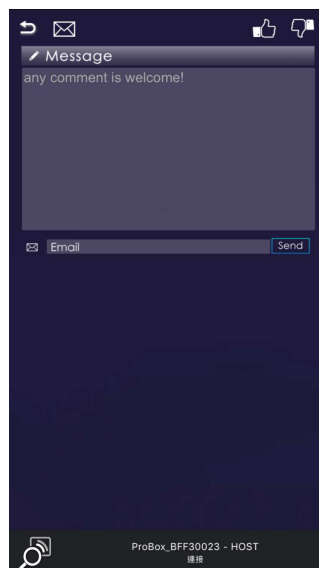 Message
any comment is welcome!
Email Send
ProBox_BFF30023 - HOST
連接